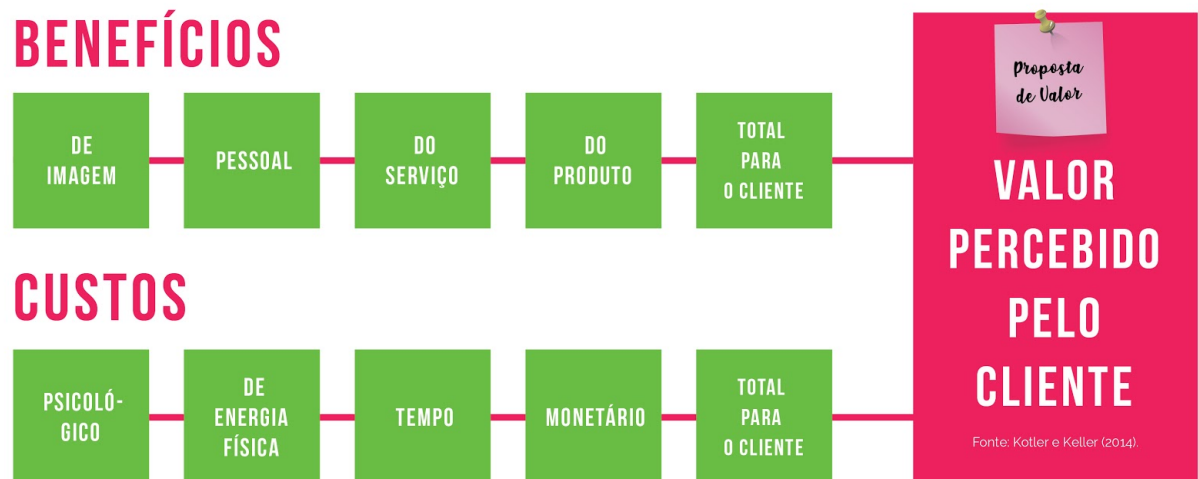 BENEFÍCIOS
DE
IMAGEM
PESSOAL
DO
SERVIÇO
DO
PRODUTO
TOTAL
PARA
O CLIENTE
CUSTOS
PSICOLÓ-
GICO
DE
ENERGIA
FÍSICA
TEMPO
MONETÁRIO
TOTAL
PARA
O CLIENTE
Proposta
de Valor
VALOR
PERCEBIDO
PELO
CLIENTE
Fonte: Kotler e Keller (2014).